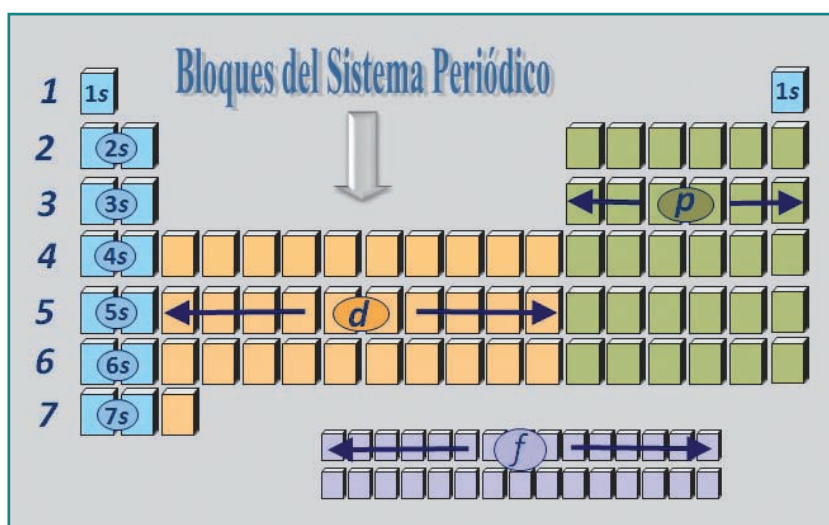 Bloques del Sistema Periódico
1 1s 1s
2 2s
3 3s p
4 4s
5 5s d
6 6s
7 7s
f